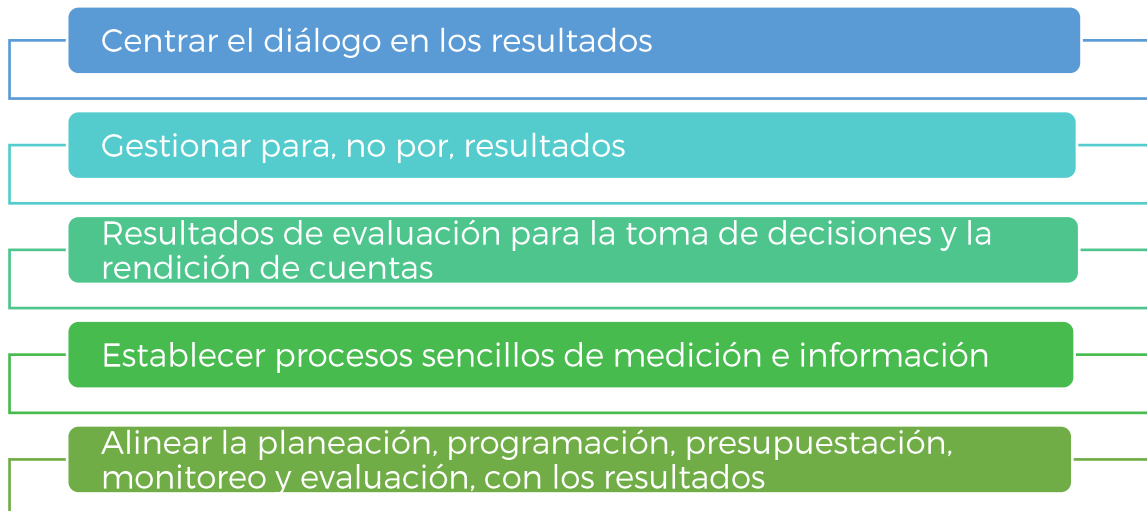 Centrar el diálogo en los resultados
Gestionar para, no por, resultados
Resultados de evaluación para la toma de decisiones y la
rendición de cuentas
Establecer procesos sencillos de medición e información
Alinear la planeación, programación, presupuestación,
monitoreo y evaluación, con los resultados